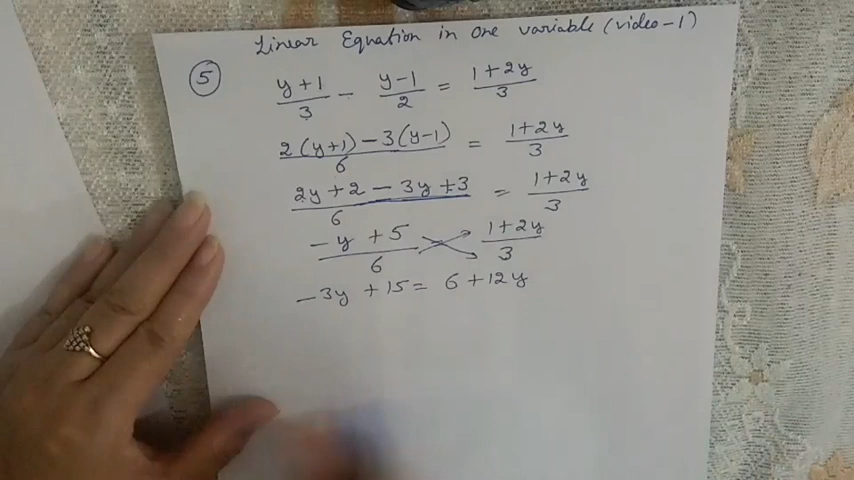 Linear Equation in One variable (video-1)
5 y+1/3 - y-1/2 = 1+2y/3
2(y+1)-3(y-1)/6 = 1+2y/3
2y+2-3y+3/6 = 1+2y/3
-y+5/6 1+2y/3
-3y+15 = 6+12y